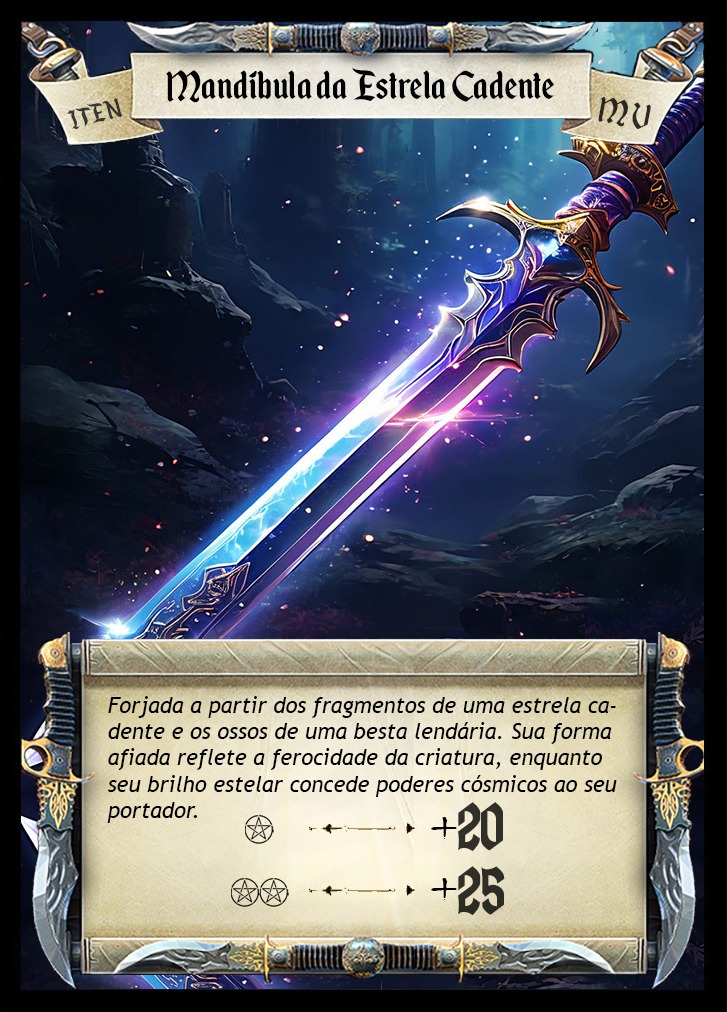 Mandíbula da Estrela Cadente
ITEN
MU
Forjada a partir dos fragmentos de uma estrela ca-
dente e os ossos de uma besta lendária. Sua forma
afiada reflete a ferocidade da criatura, enquanto
seu brilho estelar concede poderes cósmicos ao seu
portador.
+20
+25